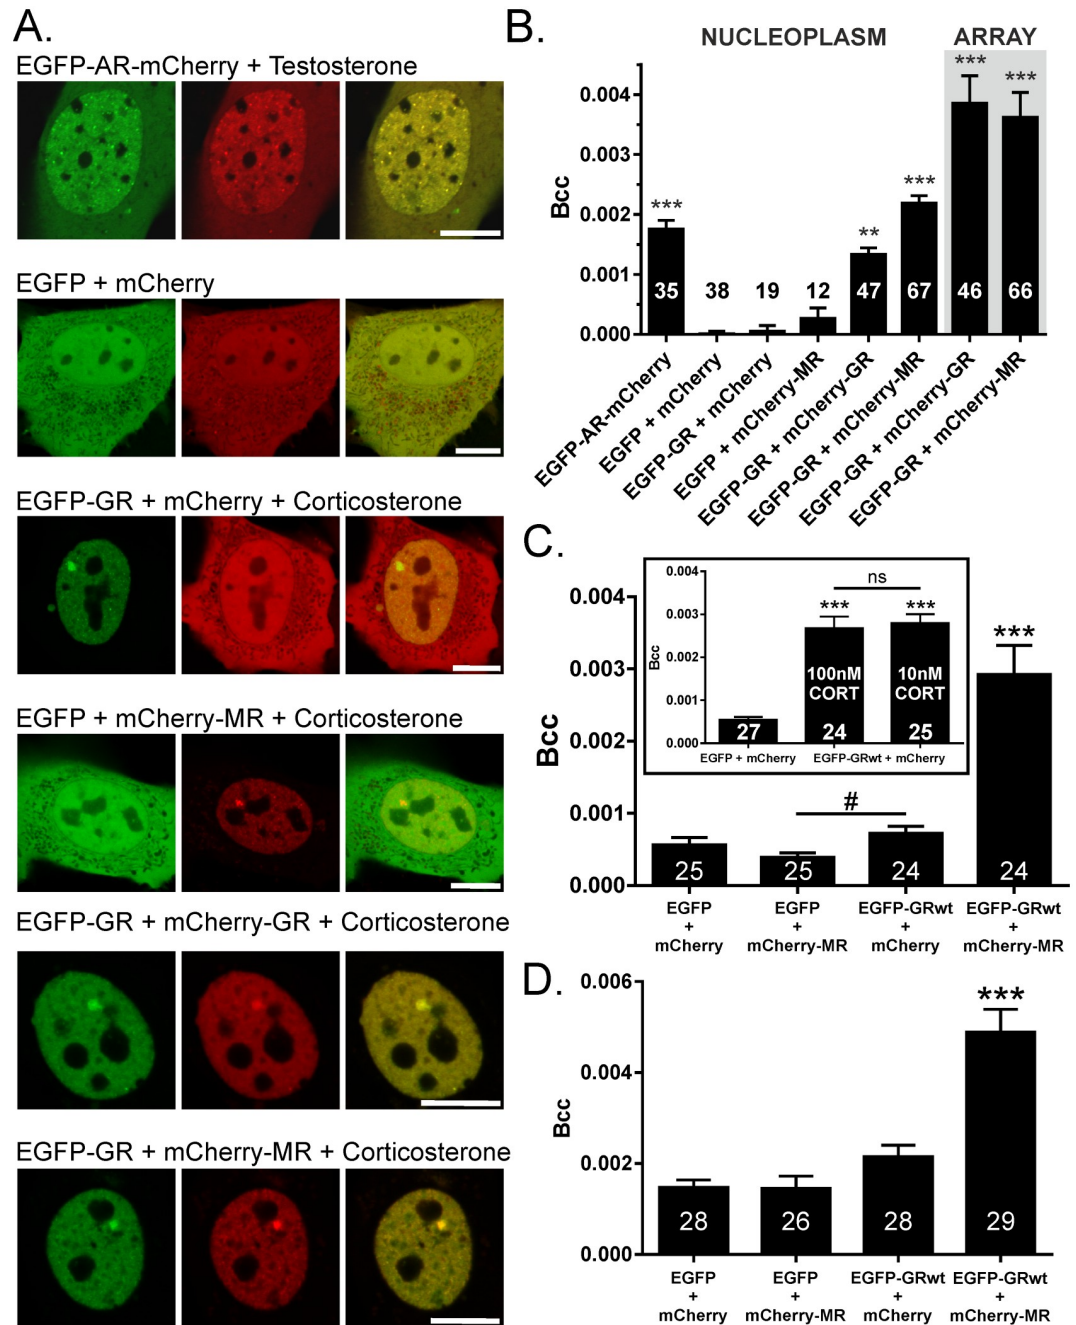 A.
EGFP-AR-mCherry + Testosterone
EGFP + mCherry
EGFP-GR + mCherry + Corticosterone
EGFP + mCherry-MR + Corticosterone
EGFP-GR + mCherry-GR + Corticosterone
EGFP-GR + mCherry-MR + Corticosterone
B.
NUCLEOPLASM ARRAY
Bcc
0.004
0.003
0.002
0.001
0.000
*** ** *** *** ***
35 38 19 12 47 67 46 66
EGFP-AR-mCherry
EGFP + mCherry
EGFP-GR + mCherry
EGFP + mCherry-MR
EGFP-GR + mCherry-GR
EGFP-GR + mCherry-MR
EGFP-GR + mCherry-GR
EGFP-GR + mCherry-MR
C.
Bcc
0.004
0.003
0.002
0.001
0.000
Bcc
0.004
0.003
0.002
0.001
0.000
ns
*** ***
100nM
CORT
10nM
CORT
27 24 25
EGFP + mCherry EGFP-GRwt + mCherry
***
#
25 25 24 24
EGFP
+
mCherry
EGFP
+
mCherry-MR
EGFP-GRwt
+
mCherry
EGFP-GRwt
+
mCherry-MR
D.
Bcc
0.006
0.004
0.002
0.000
***
28 26 28 29
EGFP
+
mCherry
EGFP
+
mCherry-MR
EGFP-GRwt
+
mCherry
EGFP-GRwt
+
mCherry-MR